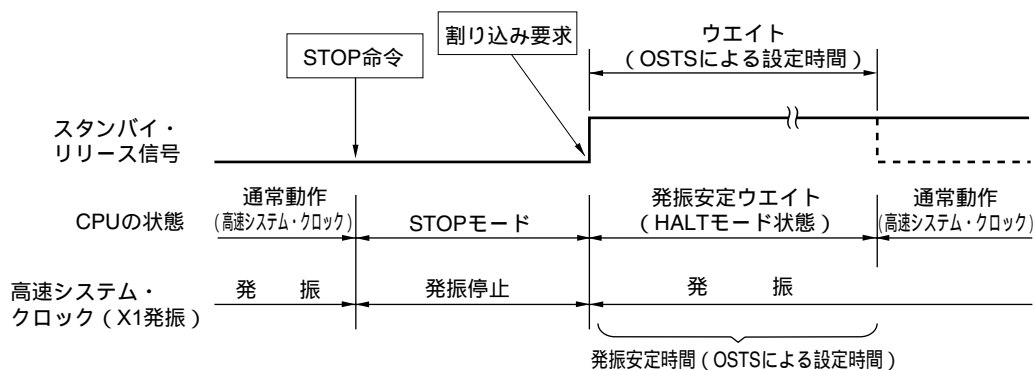 ウエイト
(OSTSによる設定時間)
割り込み要求
STOP命令
スタンバイ・
リリース信号
通常動作
(高速システム・クロック)
CPUの状態
STOPモード
発振安定ウエイト
(HALTモード状態)
通常動作
(高速システム・クロック)
高速システム・
クロック(X1発振)
発 振
発振停止
発 振
発振安定時間(OSTSによる設定時間)